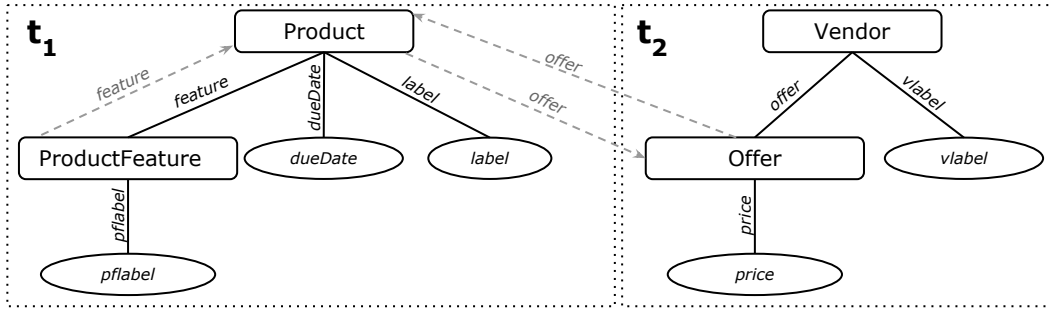 t1
Product
feature
feature
dueDate
label
offer
offer
ProductFeature
dueDate
label
pflabel
pflabel
t2
Vendor
offer
vlabel
Offer
vlabel
price
price